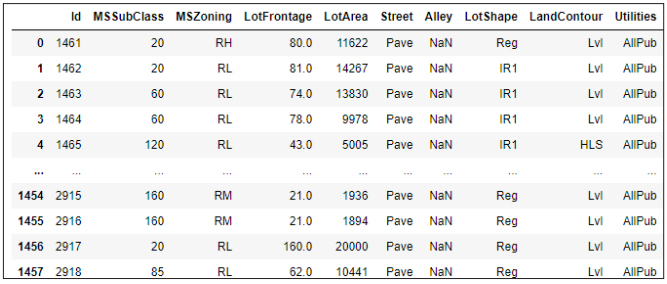 Id MSSubClass MSZoning LotFrontage LotArea Street Alley LotShape LandContour Utilities
0 1461 20 RH 80.0 11622 Pave NaN Reg Lvl AllPub
1 1462 20 RL 81.0 14267 Pave NaN IR1 Lvl AllPub
2 1463 60 RL 74.0 13830 Pave NaN IR1 Lvl AllPub
3 1464 60 RL 78.0 9978 Pave NaN IR1 Lvl AllPub
4 1465 120 RL 43.0 5005 Pave NaN IR1 HLS AllPub
... ... ... ... ... ... ... ... ... ... ...
1454 2915 160 RM 21.0 1936 Pave NaN Reg Lvl AllPub
1455 2916 160 RM 21.0 1894 Pave NaN Reg Lvl AllPub
1456 2917 20 RL 160.0 20000 Pave NaN Reg Lvl AllPub
1457 2918 85 RL 62.0 10441 Pave NaN Reg Lvl AllPub